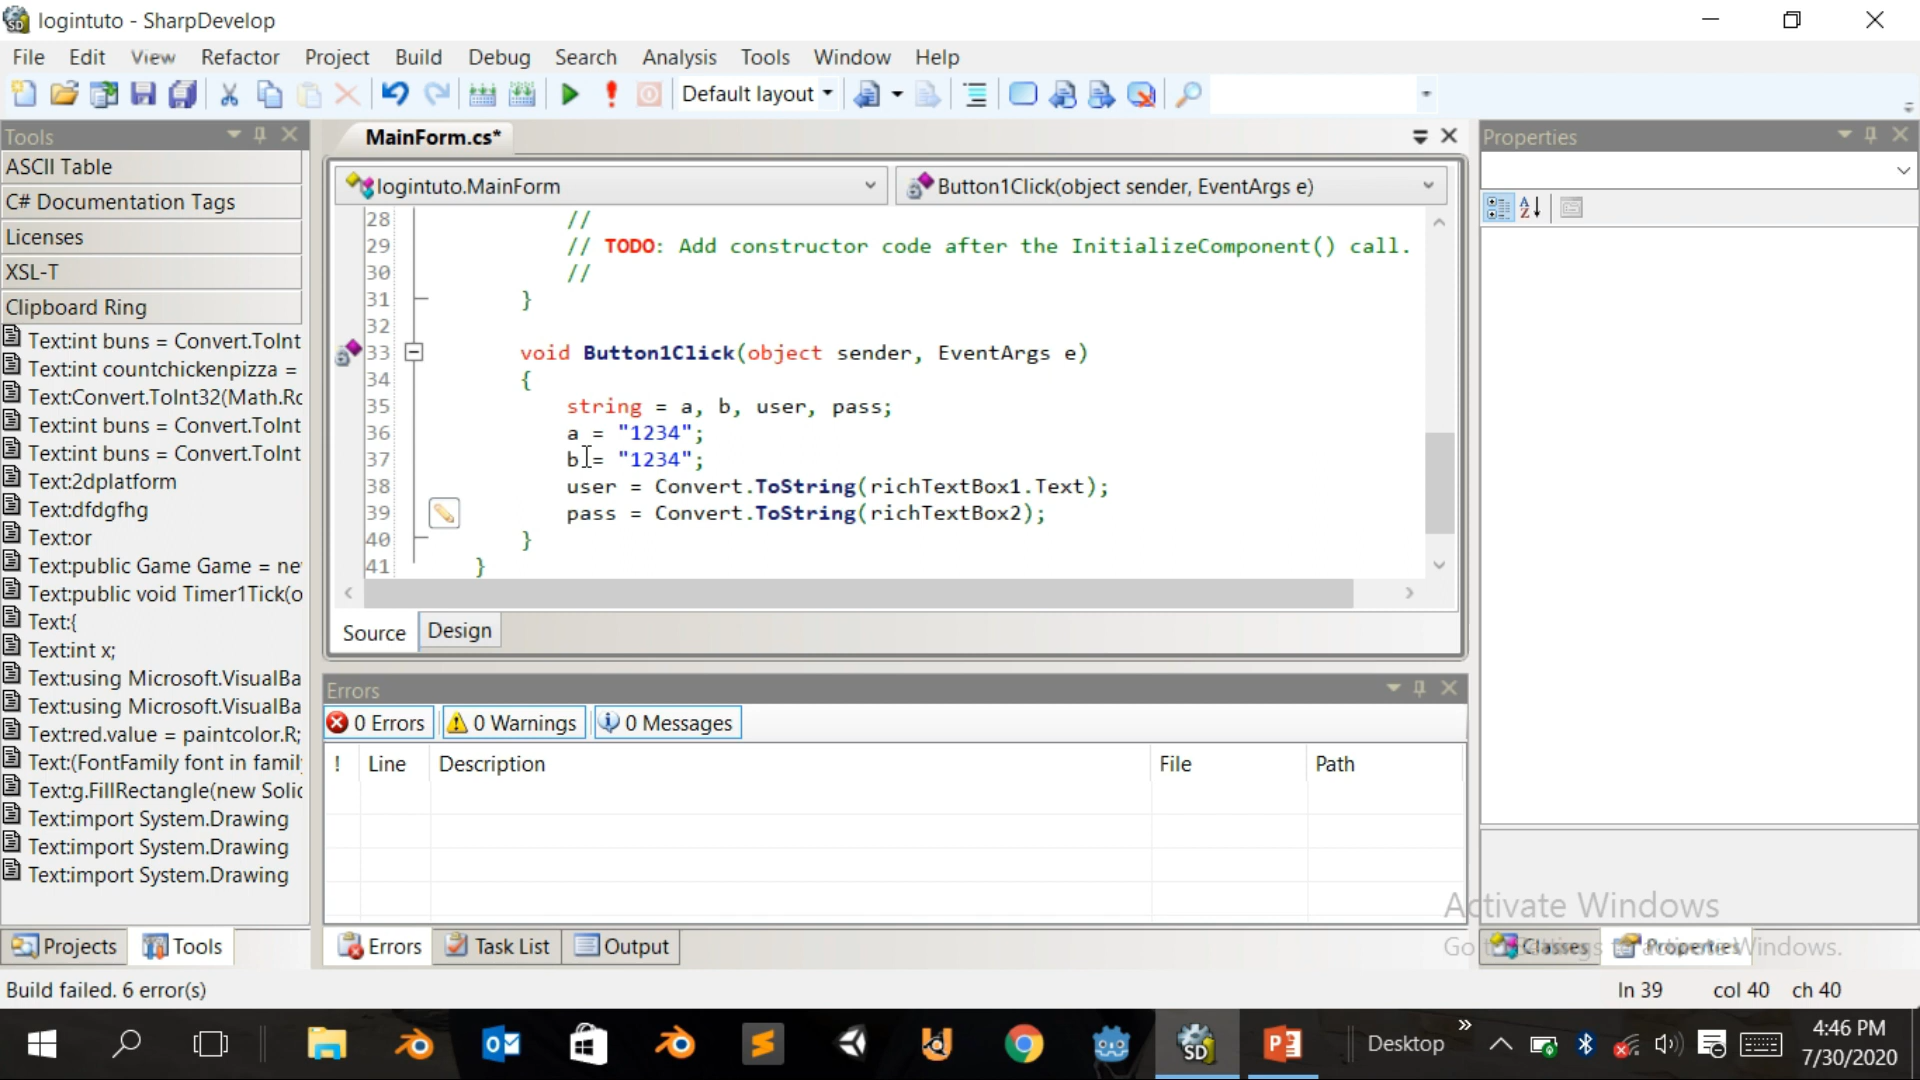 logintuto - SharpDevelop
File Edit View Refactor Project Build Debug Search Analysis Tools Window Help
Default layout
Tools
ASCII Table
C# Documentation Tags
Licenses
XSL-T
Clipboard Ring
Text:int buns = Convert.ToInt
Text:int countchickenpizza =
Text:Convert.ToInt32(Math.Ro
Text:int buns = Convert.ToInt
Text:int buns = Convert.ToInt
Text:2dplatform
Text:dfdgfhg
Text:or
Text:public Game Game = ne
Text:public void Timer1Tick(o
Text:{
Text:int x;
Text:using Microsoft.VisualBa
Text:using Microsoft.VisualBa
Text:red.value = paintcolor.R;
Text:(FontFamily font in famil
Text:g.FillRectangle(new Solid
Text:import System.Drawing
Text:import System.Drawing
Text:import System.Drawing
Projects Tools
MainForm.cs*
logintuto.MainForm Button1Click(object sender, EventArgs e)
28 //
29 // TODO: Add constructor code after the InitializeComponent() call.
30 //
31 }
32
33 void Button1Click(object sender, EventArgs e)
34 {
35 string = a, b, user, pass;
36 a = "1234";
37 b = "1234";
38 user = Convert.ToString(richTextBox1.Text);
39 pass = Convert.ToString(richTextBox2);
40 }
41 }
Source Design
Errors
0 Errors 0 Warnings 0 Messages
! Line Description File Path
Errors Task List Output
Properties
Activate Windows
Go to Settings to activate Windows.
Classes Properties
Build failed. 6 error(s)
ln 39 col 40 ch 40
Desktop
4:46 PM
7/30/2020